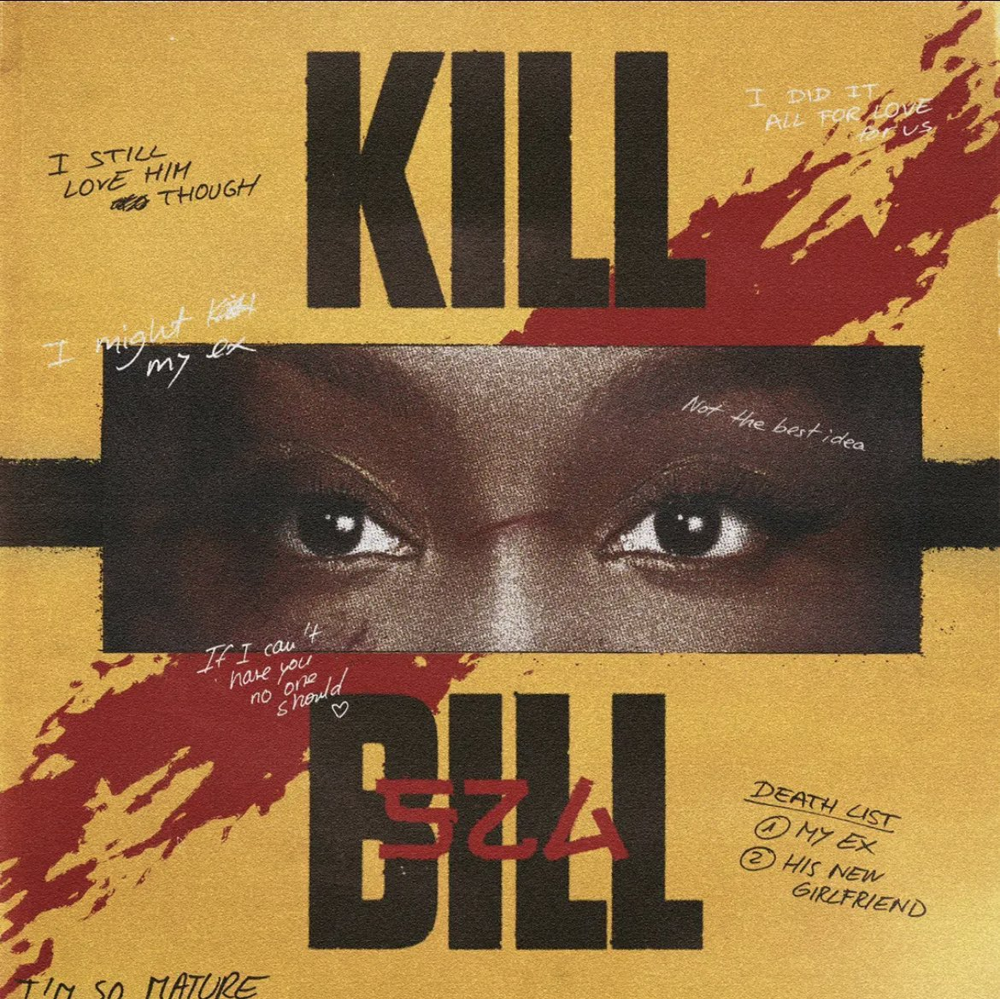 KILL
I DID IT
ALL FOR LOVE
for us
I STILL
LOVE HIM
THOUGH
I might kill
my ex
Not the best idea
If I can't
have you
no one
should
BILL
SZA
DEATH LIST
1 MY EX
2 HIS NEW
GIRLFRIEND
I'M SO MATURE